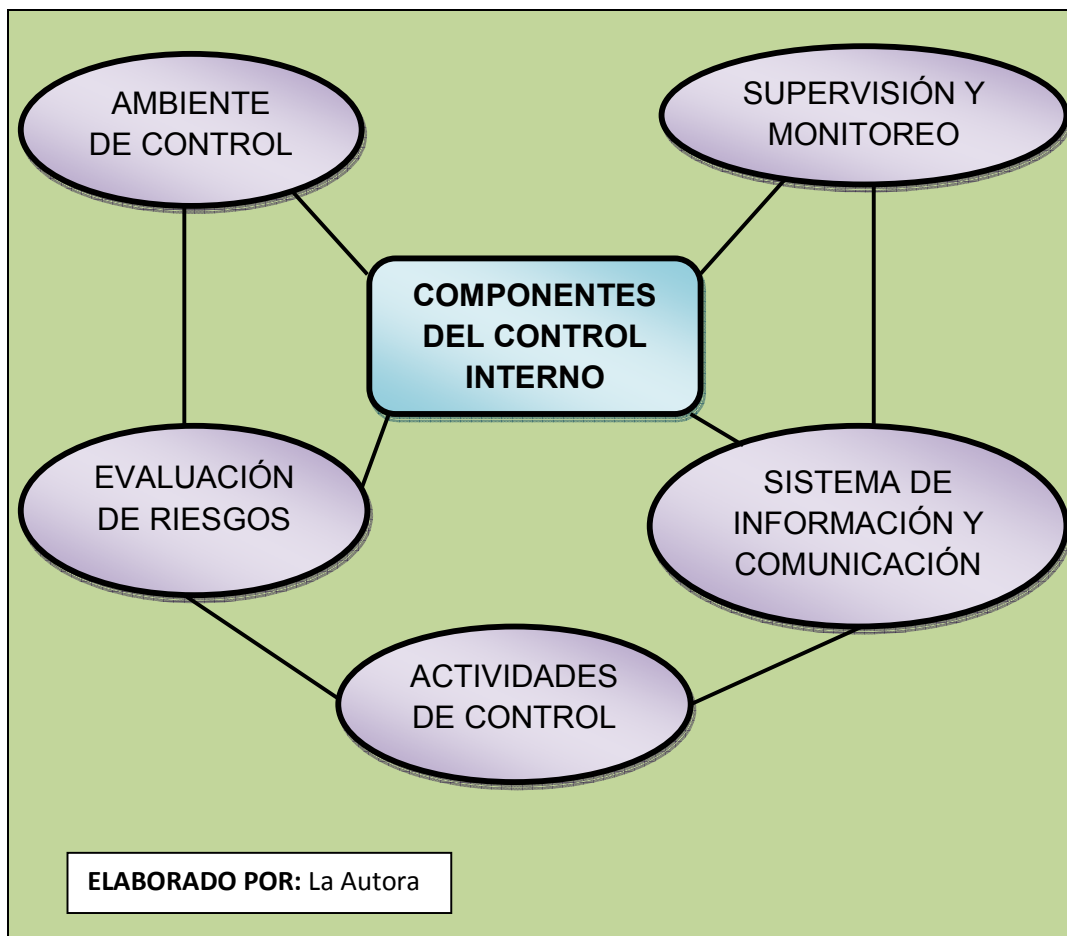 AMBIENTE
DE CONTROL
SUPERVISIÓN Y
MONITOREO
COMPONENTES
DEL CONTROL
INTERNO
EVALUACIÓN
DE RIESGOS
SISTEMA DE
INFORMACIÓN Y
COMUNICACIÓN
ACTIVIDADES
DE CONTROL
ELABORADO POR: La Autora